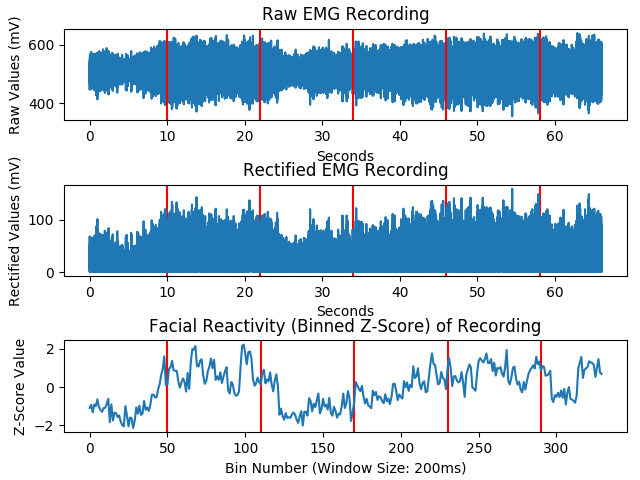 Raw EMG Recording
Raw Values (mV)
600
400
0 10 20 30 40 50 60
Seconds
Rectified EMG Recording
Rectified Values (mV)
100
0
0 10 20 30 40 50 60
Seconds
Facial Reactivity (Binned Z-Score) of Recording
Z-Score Value
2
0
−2
0 50 100 150 200 250 300
Bin Number (Window Size: 200ms)